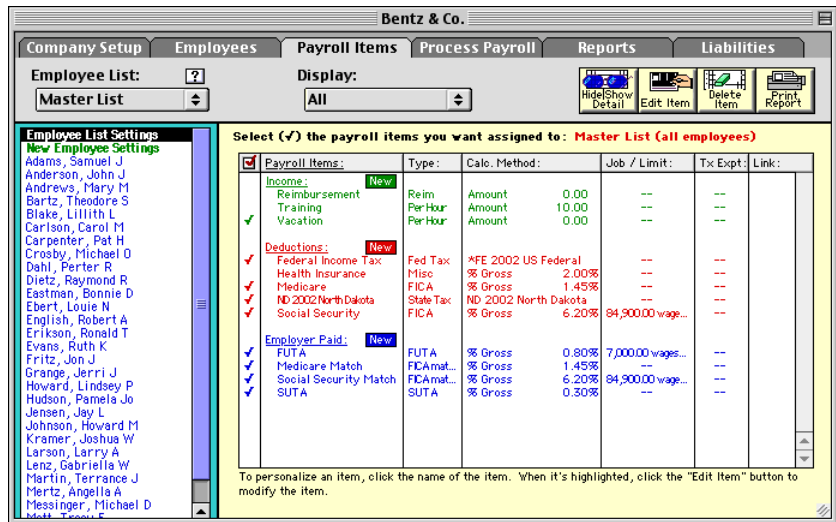 Bentz & Co.
Company Setup Employees Payroll Items Process Payroll Reports Liabilities
Employee List: ? Display:
Master List All
Hide Show Detail Edit Item Delete Item Print Report
Employee List Settings
New Employee Settings
Adams, Samuel J
Anderson, John J
Andrews, Mary M
Bartz, Theodore S
Blake, Lillith L
Carlson, Carol M
Carpenter, Pat H
Crosby, Michael O
Dahl, Perter R
Dietz, Raymond R
Eastman, Bonnie D
Ebert, Louie N
English, Robert A
Erikson, Ronald T
Evans, Ruth K
Fritz, Jon J
Grange, Jerri J
Howard, Lindsey P
Hudson, Pamela Jo
Jensen, Jay L
Johnson, Howard M
Kramer, Joshua W
Larson, Larry A
Lenz, Gabriella W
Martin, Terrance J
Mertz, Angella A
Messinger, Michael D
Select (√) the payroll items you want assigned to: Master List (all employees)
Payroll Items: Type: Calc. Method: Job / Limit: Tx Expt: Link:
Income: New
Reimbursement Reim Amount 0.00 -- --
Training Per Hour Amount 10.00 -- --
√ Vacation Per Hour Amount 0.00 -- --
Deductions: New
√ Federal Income Tax Fed Tax *FE 2002 US Federal -- --
Health Insurance Misc % Gross 2.00% -- --
√ Medicare FICA % Gross 1.45% -- --
√ ND 2002 North Dakota State Tax ND 2002 North Dakota -- --
√ Social Security FICA % Gross 6.20% 84,900.00 wage... --
Employer Paid: New
√ FUTA FUTA % Gross 0.80% 7,000.00 wages... --
√ Medicare Match FICA mat... % Gross 1.45% -- --
√ Social Security Match FICA mat... % Gross 6.20% 84,900.00 wage... --
√ SUTA SUTA % Gross 0.30% -- --
To personalize an item, click the name of the item. When it's highlighted, click the "Edit Item" button to
modify the item.